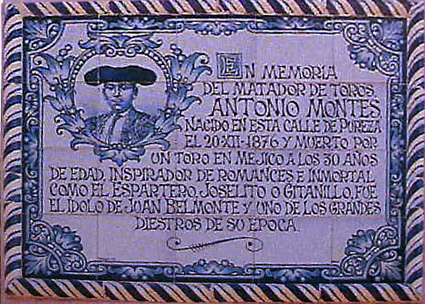 EN MEMORIA
DEL MATADOR DE TOROS
ANTONIO MONTES
NACIDO EN ESTA CALLE DE PUREZA
EL 20-XII-1876 Y MUERTO POR
UN TORO EN MEJICO A LOS 30 AÑOS
DE EDAD. INSPIRADOR DE ROMANCES E INMORTAL
COMO EL ESPARTERO, JOSELITO O GITANILLO, FUE
EL IDOLO DE JUAN BELMONTE Y UNO DE LOS GRANDES
DIESTROS DE SU EPOCA.